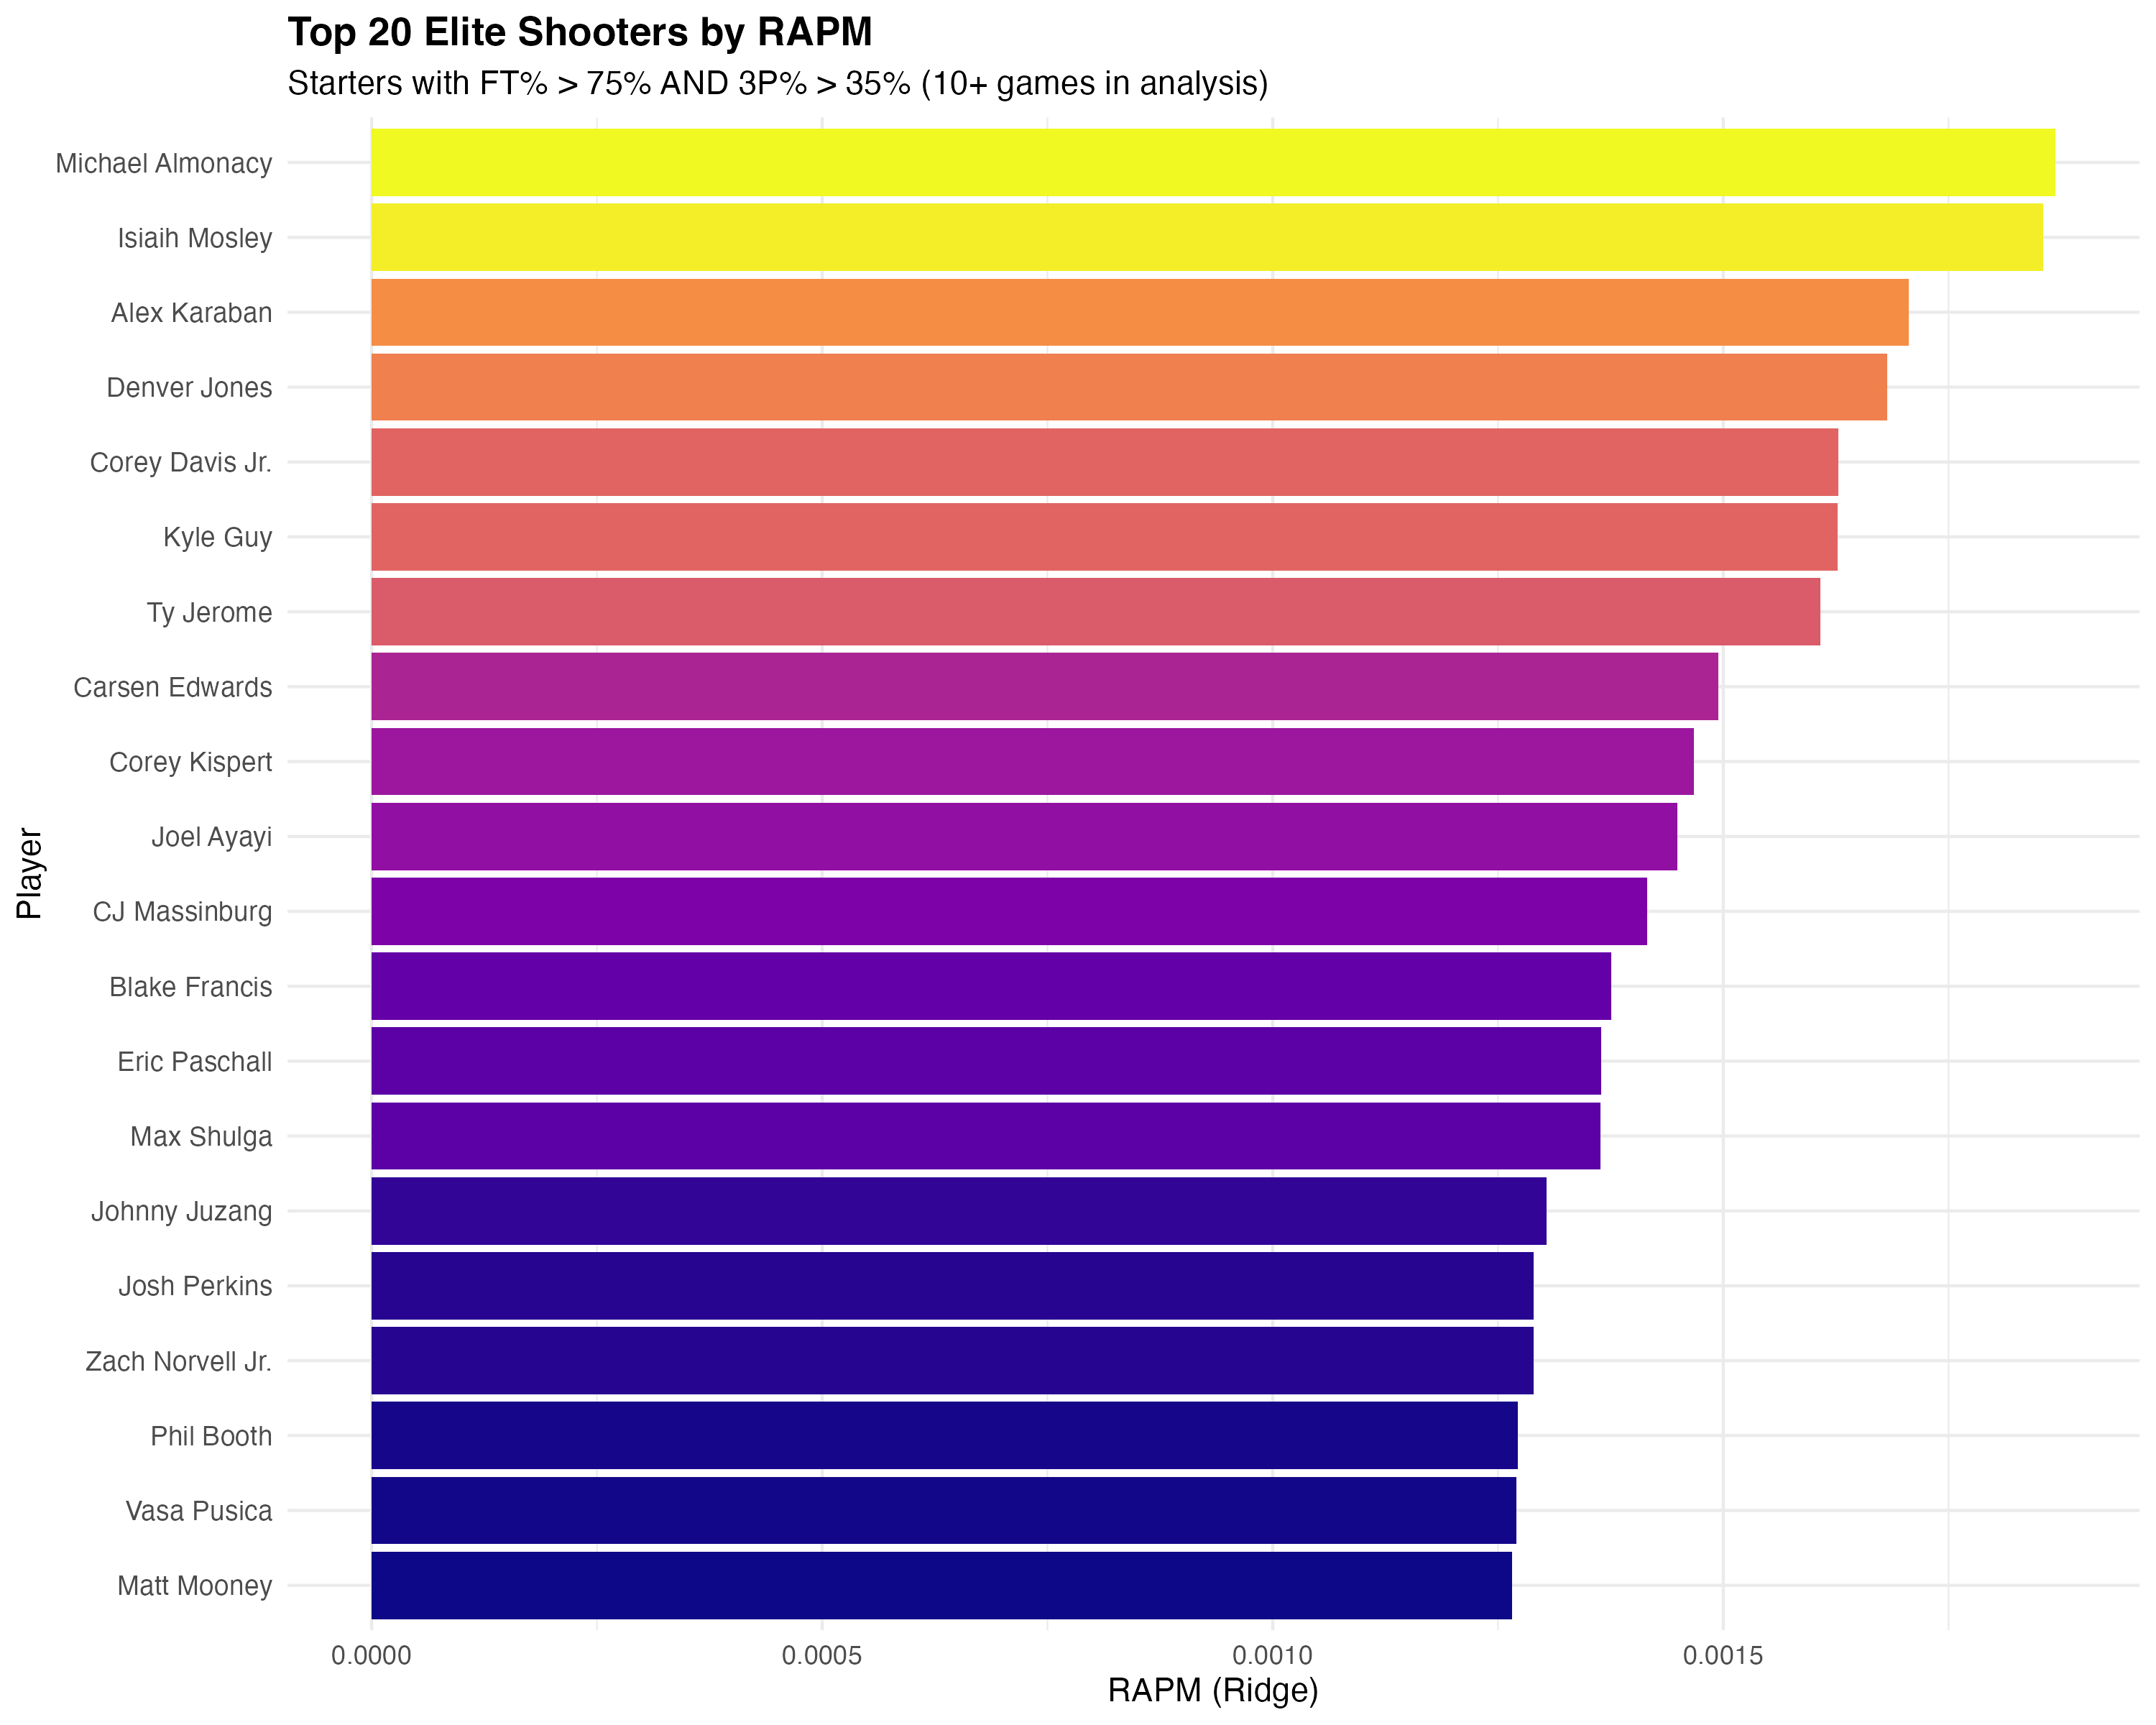 Top 20 Elite Shooters by RAPM
Starters with FT% > 75% AND 3P% > 35% (10+ games in analysis)
Player
Michael Almonacy
Isiaih Mosley
Alex Karaban
Denver Jones
Corey Davis Jr.
Kyle Guy
Ty Jerome
Carsen Edwards
Corey Kispert
Joel Ayayi
CJ Massinburg
Blake Francis
Eric Paschall
Max Shulga
Johnny Juzang
Josh Perkins
Zach Norvell Jr.
Phil Booth
Vasa Pusica
Matt Mooney
0.0000 0.0005 0.0010 0.0015
RAPM (Ridge)